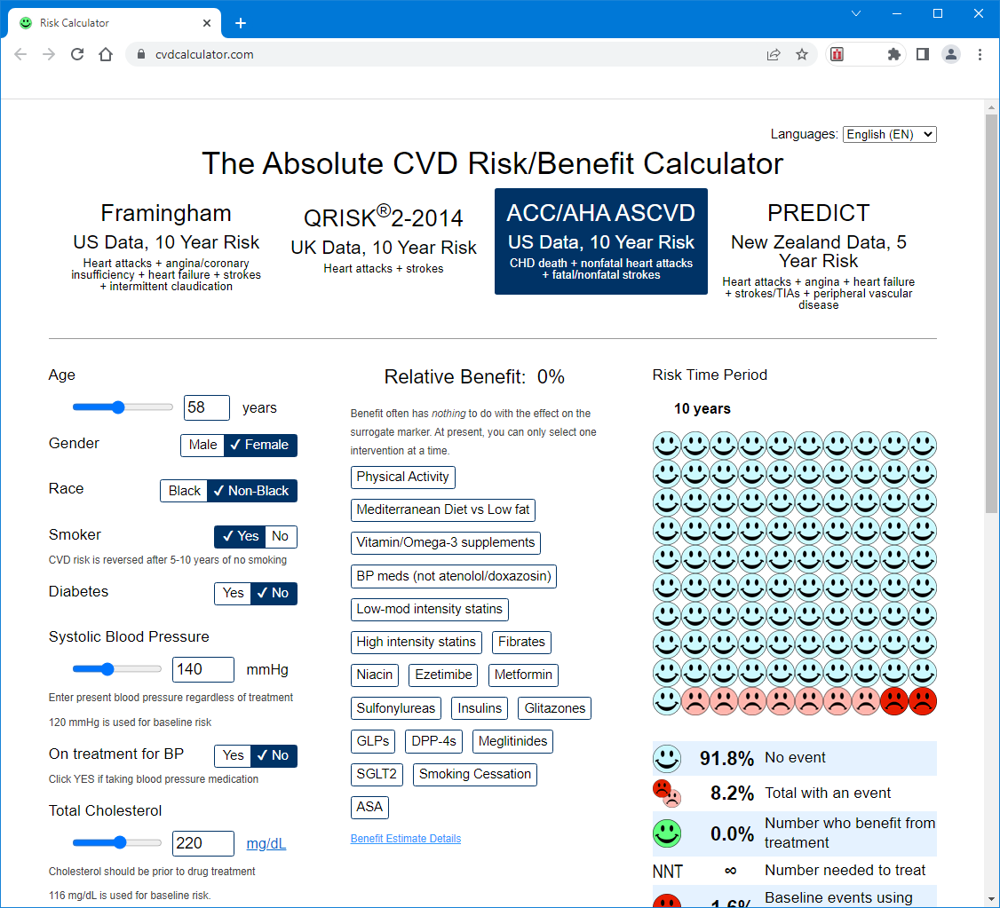 Risk Calculator
cvdcalculator.com
Languages: English (EN)
The Absolute CVD Risk/Benefit Calculator
Framingham
US Data, 10 Year Risk
Heart attacks + angina/coronary
insufficiency + heart failure + strokes
+ intermittent claudication
QRISK®2-2014
UK Data, 10 Year Risk
Heart attacks + strokes
ACC/AHA ASCVD
US Data, 10 Year Risk
CHD death + nonfatal heart attacks
+ fatal/nonfatal strokes
PREDICT
New Zealand Data, 5
Year Risk
Heart attacks + angina + heart failure
+ strokes/TIAs + peripheral vascular
disease
Age
58 years
Gender Male ✓ Female
Race Black ✓ Non-Black
Smoker ✓ Yes No
CVD risk is reversed after 5-10 years of no smoking
Diabetes Yes ✓ No
Systolic Blood Pressure
140 mmHg
Enter present blood pressure regardless of treatment
120 mmHg is used for baseline risk
On treatment for BP Yes ✓ No
Click YES if taking blood pressure medication
Total Cholesterol
220 mg/dL
Cholesterol should be prior to drug treatment
116 mg/dL is used for baseline risk.
Relative Benefit: 0%
Benefit often has nothing to do with the effect on the
surrogate marker. At present, you can only select one
intervention at a time.
Physical Activity
Mediterranean Diet vs Low fat
Vitamin/Omega-3 supplements
BP meds (not atenolol/doxazosin)
Low-mod intensity statins
High intensity statins Fibrates
Niacin Ezetimibe Metformin
Sulfonylureas Insulins Glitazones
GLPs DPP-4s Meglitinides
SGLT2 Smoking Cessation
ASA
Benefit Estimate Details
Risk Time Period
10 years
91.8% No event
8.2% Total with an event
0.0% Number who benefit from
treatment
NNT ∞ Number needed to treat
1.6% Baseline events using